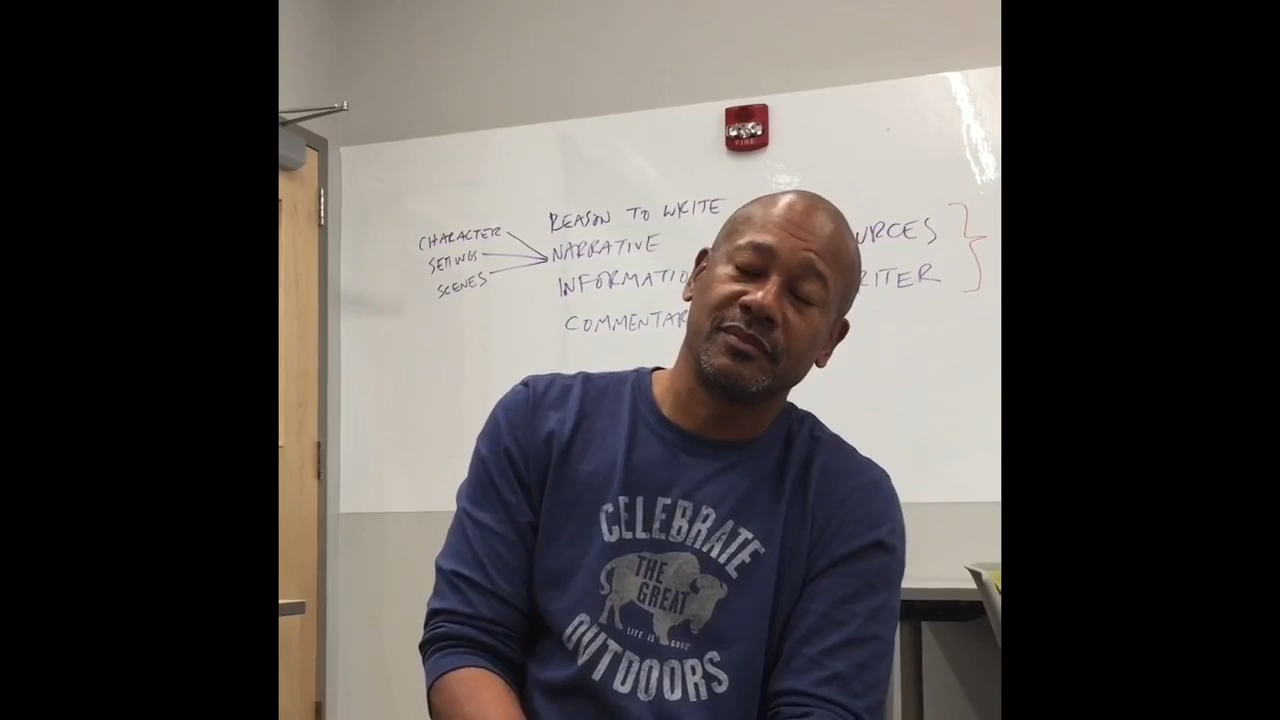 FIRE
REASON TO WRITE
CHARACTER
NARRATIVE
SETTINGS
INFORMATIO
SCENES
COMMENTAR
URCES
RITER
CELEBRATE
THE
GREAT
LIFE IS GOOD
OUTDOORS